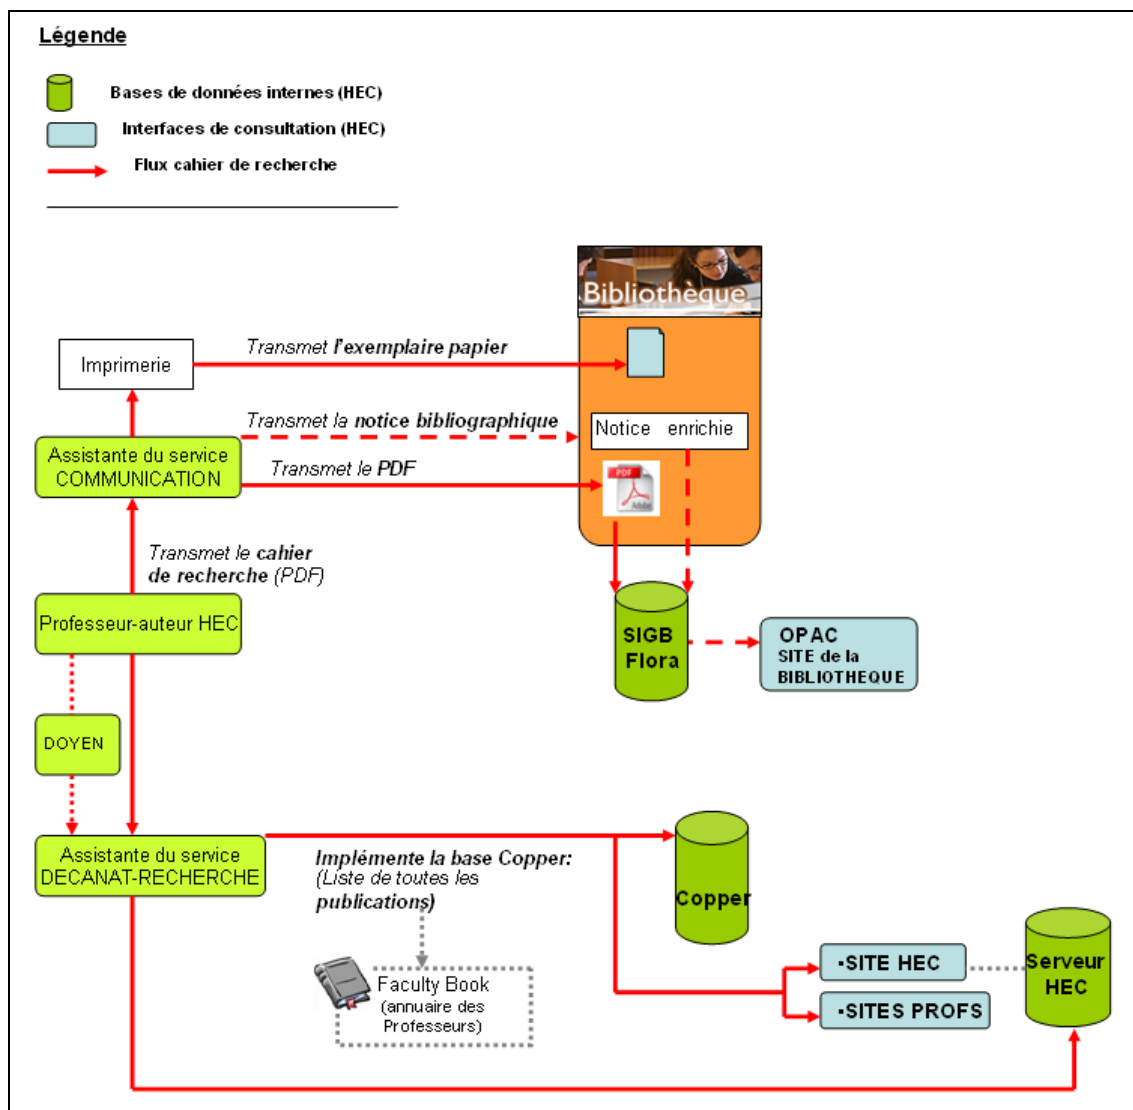 Légende
Bases de données internes (HEC)
Interfaces de consultation (HEC)
Flux cahier de recherche
Bibliothèque
Transmet l'exemplaire papier
Imprimerie
Transmet la notice bibliographique
Notice enrichie
Assistante du service
COMMUNICATION
Transmet le PDF
PDF
Adobe
Transmet le cahier
de recherche (PDF)
Professeur-auteur HEC
SIGB
Flora
OPAC
SITE de la
BIBLIOTHEQUE
DOYEN
Assistante du service
DECANAT-RECHERCHE
Implémente la base Copper:
(Liste de toutes les
publications)
Copper
Faculty Book
(annuaire des
Professeurs)
▪SITE HEC
▪SITES PROFS
Serveur
HEC